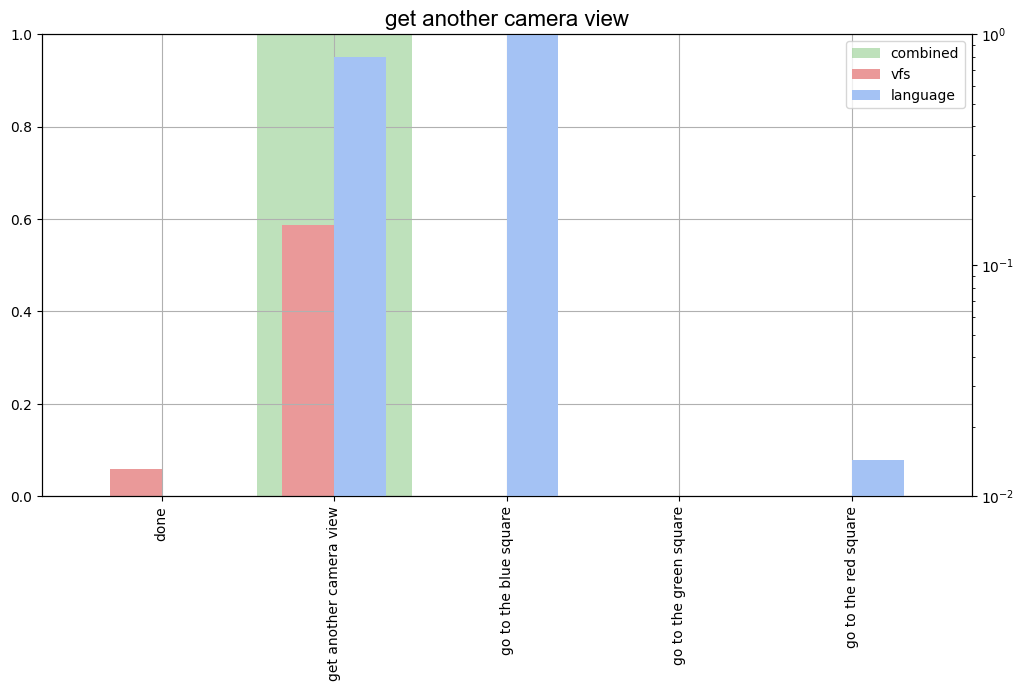 get another camera view
1.0
0.8
0.6
0.4
0.2
0.0
10⁰
10⁻¹
10⁻²
combined
vfs
language
done
get another camera view
go to the blue square
go to the green square
go to the red square